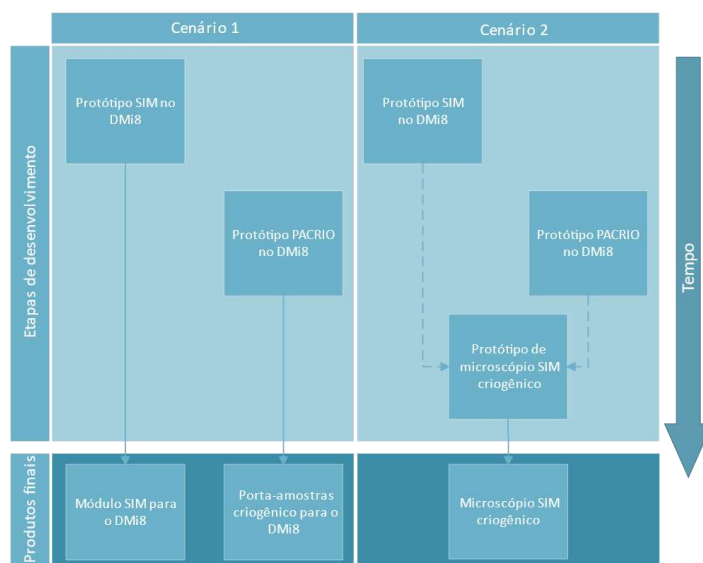 Cenário 1
Cenário 2
Etapas de desenvolvimento
Protótipo SIM no
DMi8
Protótipo PACRIO
no DMi8
Protótipo SIM
no DMi8
Protótipo PACRIO
no DMi8
Protótipo de
microscópio SIM
criogênico
Tempo
Produtos finais
Módulo SIM para
o DMi8
Porta-amostras
criogênico para o
DMi8
Microscópio SIM
criogênico